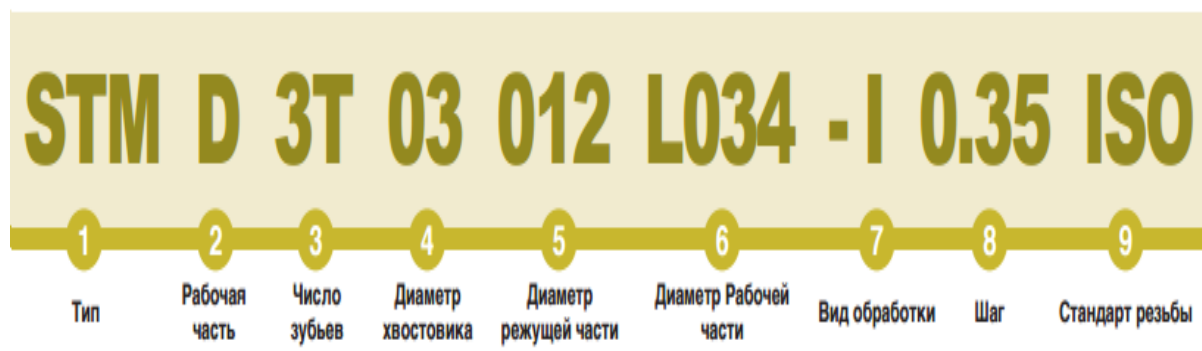 STM D 3T 03 012 L034 - I 0.35 ISO
1 2 3 4 5 6 7 8 9
Тип
Рабочая часть
Число зубьев
Диаметр хвостовика
Диаметр режущей части
Диаметр Рабочей части
Вид обработки
Шаг
Стандарт резьбы